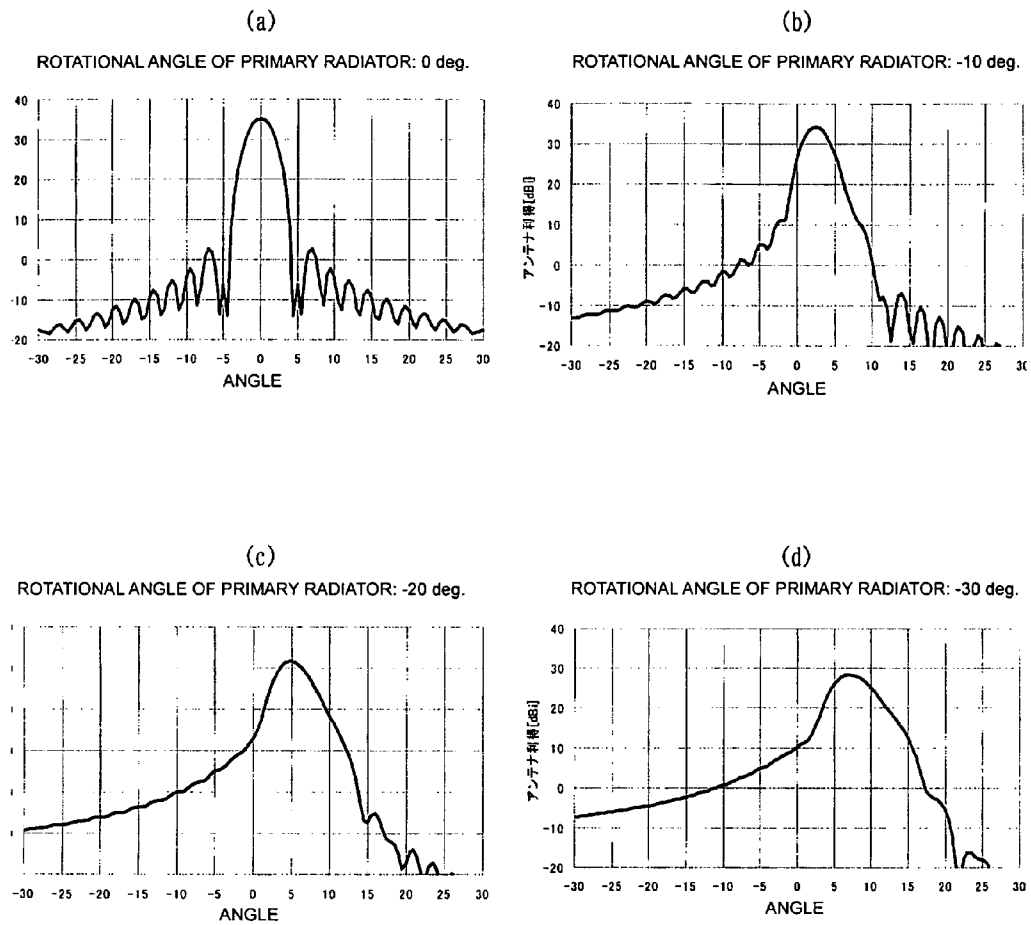 (a)
ROTATIONAL ANGLE OF PRIMARY RADIATOR: 0 deg.
40
30
20
10
0
-10
-20
-30 -25 -20 -15 -10 -5 0 5 10 15 20 25 30
ANGLE
(b)
ROTATIONAL ANGLE OF PRIMARY RADIATOR: -10 deg.
アンテナ利得[dBi]
40
30
20
10
0
-10
-20
-30 -25 -20 -15 -10 -5 0 5 10 15 20 25 30
ANGLE
(c)
ROTATIONAL ANGLE OF PRIMARY RADIATOR: -20 deg.
-30 -25 -20 -15 -10 -5 0 5 10 15 20 25 30
ANGLE
(d)
ROTATIONAL ANGLE OF PRIMARY RADIATOR: -30 deg.
アンテナ利得[dBi]
40
30
20
10
0
-10
-20
-30 -25 -20 -15 -10 -5 0 5 10 15 20 25 30
ANGLE